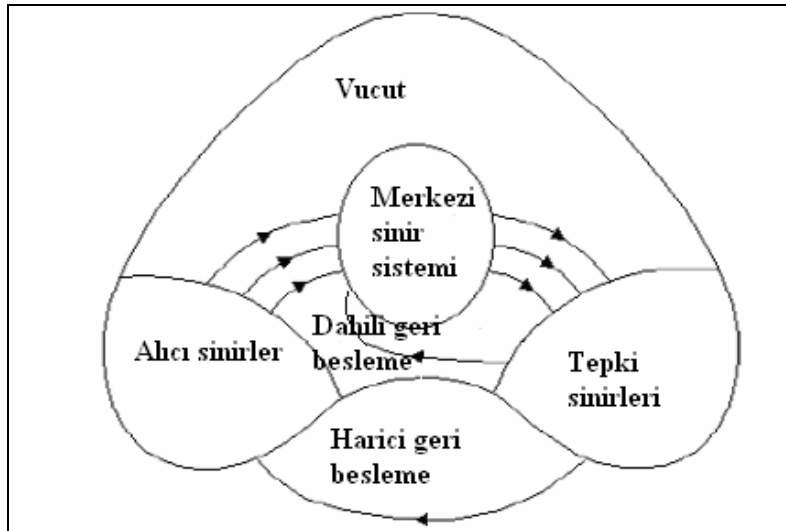 Vucut
Merkezi
sinir
sistemi
Dahili geri
besleme
Alıcı sinirler
Tepki
sinirleri
Harici geri
besleme